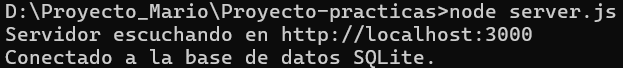 D:\Proyecto_Mario\Proyecto-practicas>node server.js
Servidor escuchando en http://localhost:3000
Conectado a la base de datos SQLite.